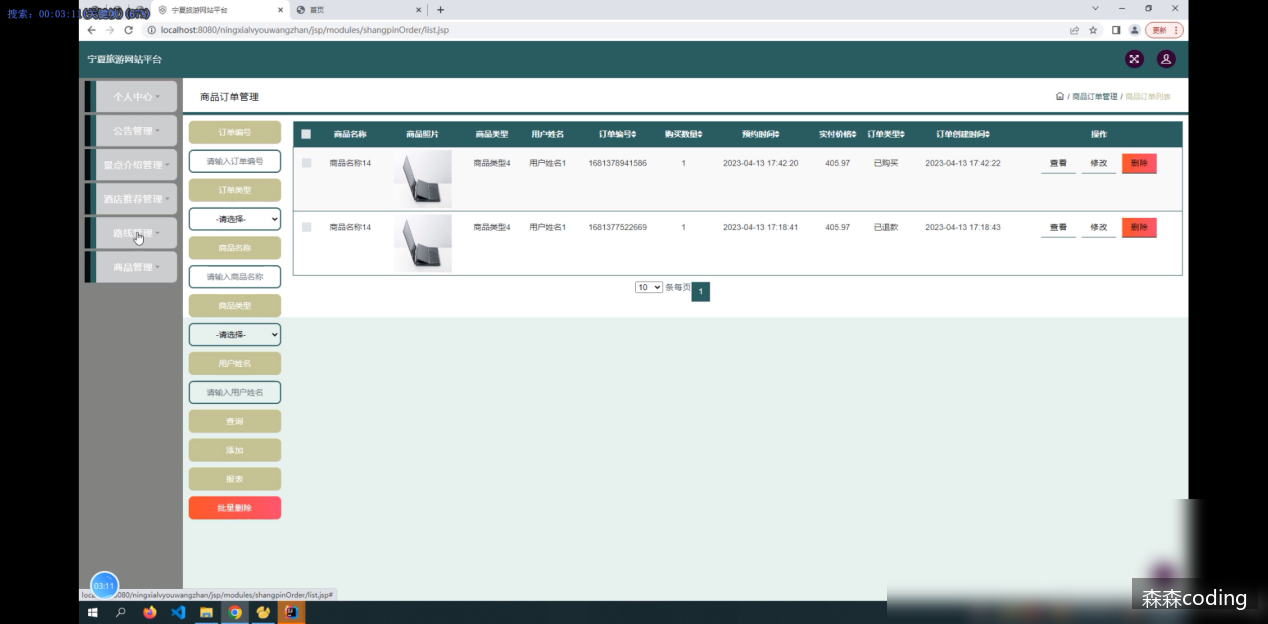 搜索: 00:03:11
宁夏旅游网站平台
首页
localhost:8080/ningxialvyouwangzhan/jsp/modules/shangpinOrder/list.jsp
更新
宁夏旅游网站平台
个人中心
公告管理
景点介绍管理
酒店推荐管理
路线管理
商品管理
商品订单管理
/ 商品订单管理 / 商品订单列表
订单编号
请输入订单编号
订单类型
-请选择-
商品名称
请输入商品名称
商品类型
-请选择-
用户姓名
请输入用户姓名
查询
添加
报表
批量删除
商品名称 商品照片 商品类型 用户姓名 订单编号 购买数量 预约时间 实付价格 订单类型 订单创建时间 操作
商品名称14 商品类型4 用户姓名1 1681378941586 1 2023-04-13 17:42:20 405.97 已购买 2023-04-13 17:42:22 查看 修改 删除
商品名称14 商品类型4 用户姓名1 1681377522669 1 2023-04-13 17:18:41 405.97 已退款 2023-04-13 17:18:43 查看 修改 删除
10 条每页 1
03:11
8080/ningxialvyouwangzhan/jsp/modules/shangpinOrder/list.jsp#
森森coding